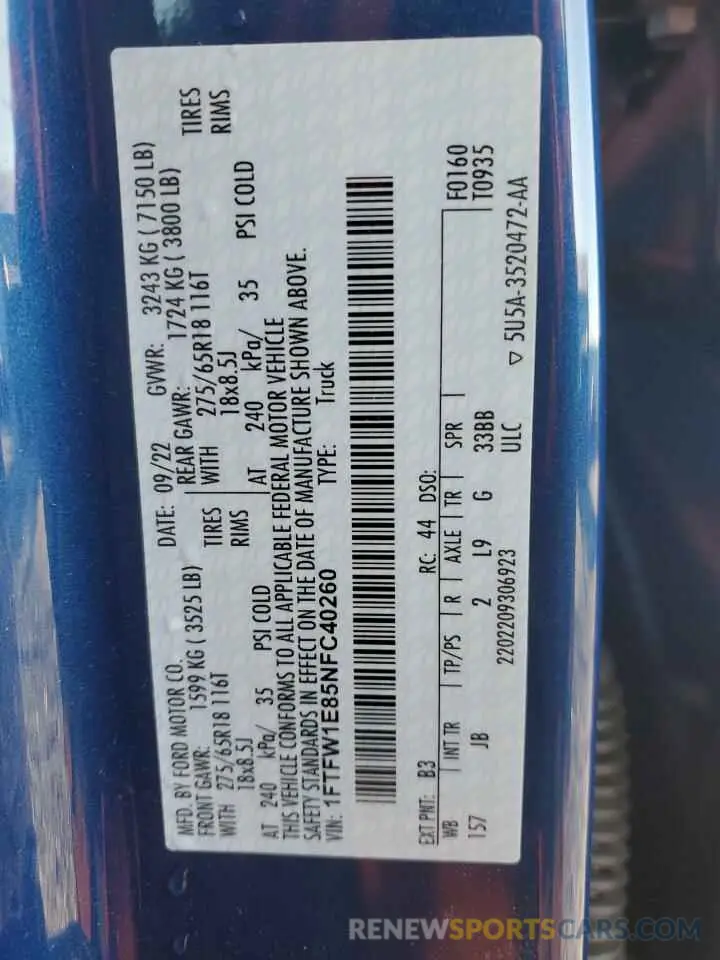 MFD. BY FORD MOTOR CO.
DATE: 09/22 GVWR: 3243 KG ( 7150 LB)
FRONT GAWR: 1599 KG ( 3525 LB) REAR GAWR: 1724 KG ( 3800 LB)
WITH 275/65R18 116T TIRES WITH 275/65R18 116T TIRES
18x8.5J RIMS 18x8.5J RIMS
AT 240 kPa/ 35 PSI COLD AT 240 kPa/ 35 PSI COLD
THIS VEHICLE CONFORMS TO ALL APPLICABLE FEDERAL MOTOR VEHICLE
SAFETY STANDARDS IN EFFECT ON THE DATE OF MANUFACTURE SHOWN ABOVE.
VIN: 1FTFW1E85NFC40260 TYPE: Truck
EXT PNT: B3 RC: 44 DSO: F0160
WB INT TR TP/PS R AXLE TR SPR T0935
157 JB 2 L9 G 33BB
2202209306923 ULC ▽ 5U5A-3520472-AA
RENEWSPORTSCARS.COM